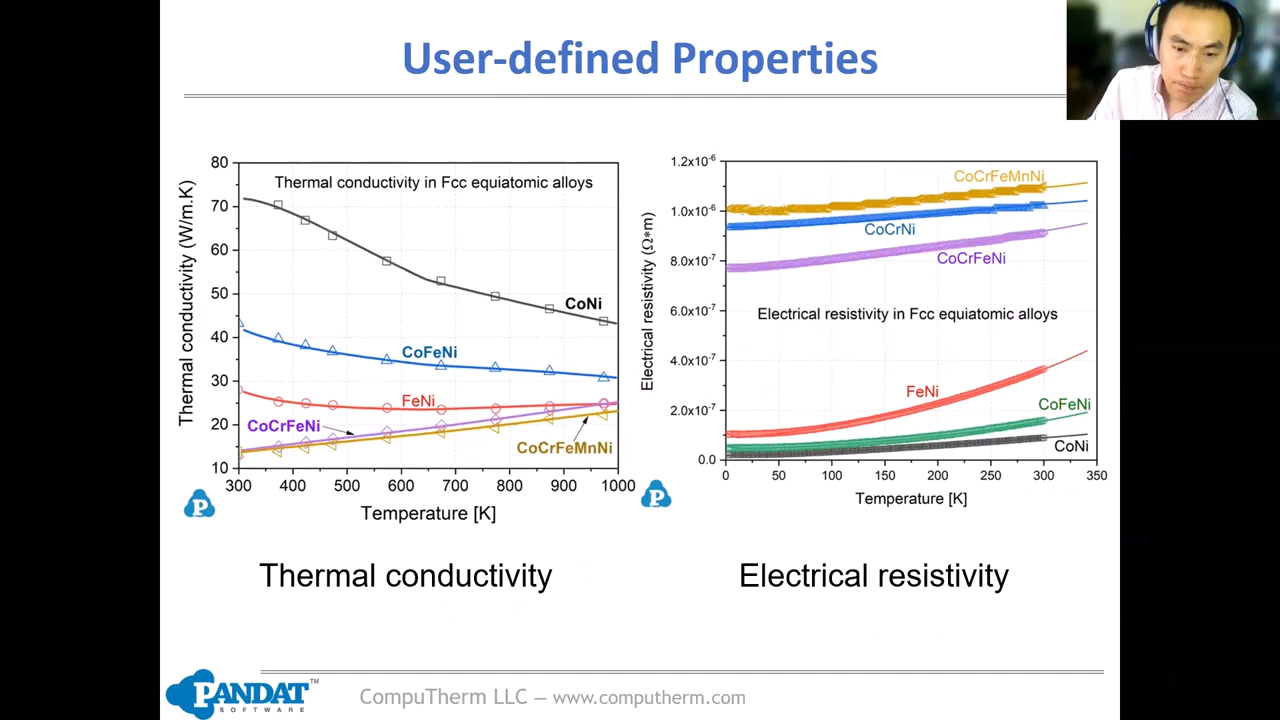 User-defined Properties
Thermal conductivity in Fcc equiatomic alloys
Thermal conductivity (W/m.K)
80
70
60
50
40
30
20
10
CoNi
CoFeNi
FeNi
CoCrFeNi
CoCrFeMnNi
300 400 500 600 700 800 900 1000
Temperature [K]
P
Electrical resistivity (Ω*m)
1.2x10⁻⁶
1.0x10⁻⁶
8.0x10⁻⁷
6.0x10⁻⁷
4.0x10⁻⁷
2.0x10⁻⁷
0.0
CoCrFeMnNi
CoCrNi
CoCrFeNi
Electrical resistivity in Fcc equiatomic alloys
FeNi
CoFeNi
CoNi
0 50 100 150 200 250 300 350
Temperature [K]
P
Thermal conductivity
Electrical resistivity
PANDAT™
SOFTWARE
CompuTherm LLC – www.computherm.com